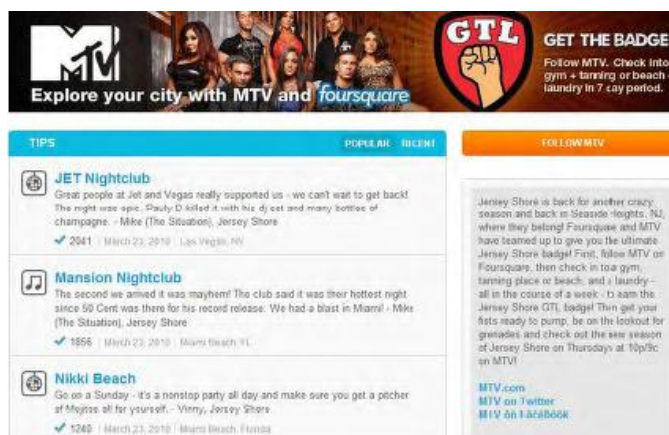 MTV
Explore your city with MTV and foursquare
GTL
GET THE BADGE
Follow MTV. Check into
gym + tanning or beach +
laundry in 7 cay period.
TIPS
POPULAR RECENT
JET Nightclub
Great people at Jet and Vegas really supported us - we can't wait to get back!
The night was epic. Pauly D killed it with his dj set and many bottles of
champagne. - Mike (The Situation), Jersey Shore
2041 | March 23, 2010 | Las Vegas, NV
Mansion Nightclub
The second we arrived it was mayhem! The club said it was their hottest night
since 50 Cent was there for his record release. We had a blast in Miami! - Mike
(The Situation), Jersey Shore
1856 | March 23, 2010 | Miami Beach, FL
Nikki Beach
Go on a Sunday - it's a nonstop party all day and make sure you get a pitcher
of Mojitos all for yourself. - Vinny, Jersey Shore
1240 | March 23, 2010 | Miami Beach, Florida
FOLLOW MTV
Jersey Shore is back for another crazy
season and back in Seaside Heights, NJ,
where they belong! Foursquare and MTV
have teamed up to give you the ultimate
Jersey Shore badge! First, follow MTV on
Foursquare, then check in to a gym,
tanning place or beach, and a laundry -
all in the course of a week - to earn the
Jersey Shore GTL badge! Then get your
fists ready to pump, be on the lookout for
grenades and check out the new season
of Jersey Shore on Thursdays at 10p/9c
on MTV!
MTV.com
MTV on Twitter
MTV on Facebook